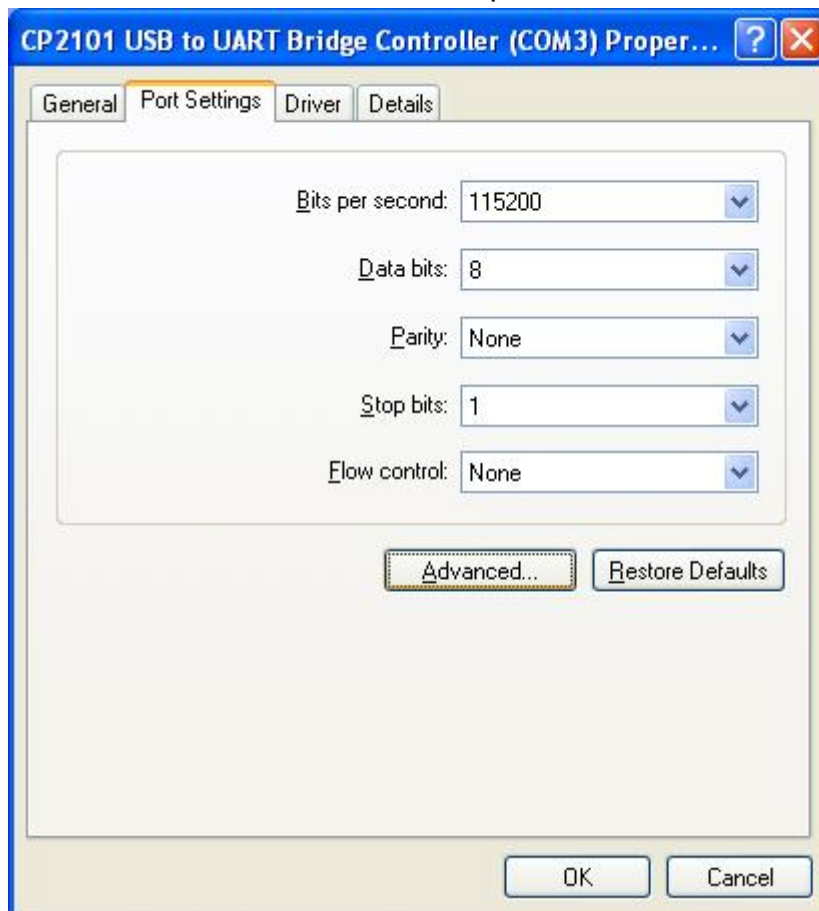 CP2101 USB to UART Bridge Controller (COM3) Proper...
General Port Settings Driver Details
Bits per second: 115200
Data bits: 8
Parity: None
Stop bits: 1
Flow control: None
Advanced... Restore Defaults
OK Cancel